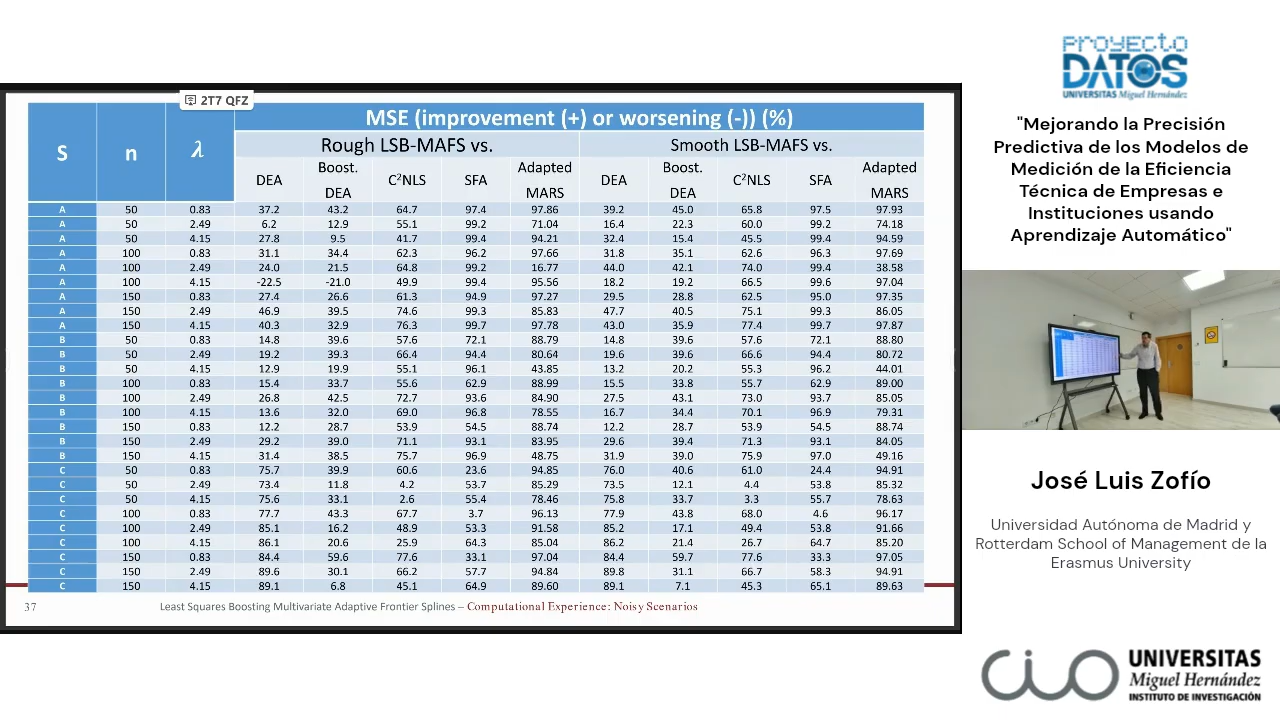 2T7 QFZ
S n λ MSE (improvement (+) or worsening (-)) (%)
Rough LSB-MAFS vs. Smooth LSB-MAFS vs.
DEA Boost. DEA C²NLS SFA Adapted MARS DEA Boost. DEA C²NLS SFA Adapted MARS
A 50 0.83 37.2 43.2 64.7 97.4 97.86 39.2 45.0 65.8 97.5 97.93
A 50 2.49 6.2 12.9 55.1 99.2 71.04 16.4 22.3 60.0 99.2 74.18
A 50 4.15 27.8 9.5 41.7 99.4 94.21 32.4 15.4 45.5 99.4 94.59
A 100 0.83 31.1 34.4 62.3 96.2 97.66 31.8 35.1 62.6 96.3 97.69
A 100 2.49 24.0 21.5 64.8 99.2 16.77 44.0 42.1 74.0 99.4 38.58
A 100 4.15 -22.5 -21.0 49.9 99.4 95.56 18.2 19.2 66.5 99.6 97.04
A 150 0.83 27.4 26.6 61.3 94.9 97.27 29.5 28.8 62.5 95.0 97.35
A 150 2.49 46.9 39.5 74.6 99.3 85.83 47.7 40.5 75.1 99.3 86.05
A 150 4.15 40.3 32.9 76.3 99.7 97.78 43.0 35.9 77.4 99.7 97.87
B 50 0.83 14.8 39.6 57.6 72.1 88.79 14.8 39.6 57.6 72.1 88.80
B 50 2.49 19.2 39.3 66.4 94.4 80.64 19.6 39.6 66.6 94.4 80.72
B 50 4.15 12.9 19.9 55.1 96.1 43.85 13.2 20.2 55.3 96.2 44.01
B 100 0.83 15.4 33.7 55.6 62.9 88.99 15.5 33.8 55.7 62.9 89.00
B 100 2.49 26.8 42.5 72.7 93.6 84.90 27.5 43.1 73.0 93.7 85.05
B 100 4.15 13.6 32.0 69.0 96.8 78.55 16.7 34.4 70.1 96.9 79.31
B 150 0.83 12.2 28.7 53.9 54.5 88.74 12.2 28.7 53.9 54.5 88.74
B 150 2.49 29.2 39.0 71.1 93.1 83.95 29.6 39.4 71.3 93.1 84.05
B 150 4.15 31.4 38.5 75.7 96.9 48.75 31.9 39.0 75.9 97.0 49.16
C 50 0.83 75.7 39.9 60.6 23.6 94.85 76.0 40.6 61.0 24.4 94.91
C 50 2.49 73.4 11.8 4.2 53.7 85.29 73.5 12.1 4.4 53.8 85.32
C 50 4.15 75.6 33.1 2.6 55.4 78.46 75.8 33.7 3.3 55.7 78.63
C 100 0.83 77.7 43.3 67.7 3.7 96.13 77.9 43.8 68.0 4.6 96.17
C 100 2.49 85.1 16.2 48.9 53.3 91.58 85.2 17.1 49.4 53.8 91.66
C 100 4.15 86.1 20.6 25.9 64.3 85.04 86.2 21.4 26.7 64.7 85.20
C 150 0.83 84.4 59.6 77.6 33.1 97.04 84.4 59.7 77.6 33.3 97.05
C 150 2.49 89.6 30.1 66.2 57.7 94.84 89.8 31.1 66.7 58.3 94.91
C 150 4.15 89.1 6.8 45.1 64.9 89.60 89.1 7.1 45.3 65.1 89.63
37 Least Squares Boosting Multivariate Adaptive Frontier Splines – Computational Experience: Noisy Scenarios
PROYECTO
DATOS
UNIVERSITAS Miguel Hernández
"Mejorando la Precisión
Predictiva de los Modelos de
Medición de la Eficiencia
Técnica de Empresas e
Instituciones usando
Aprendizaje Automático"
José Luis Zofío
Universidad Autónoma de Madrid y
Rotterdam School of Management de la
Erasmus University
CIO
UNIVERSITAS
Miguel Hernández
INSTITUTO DE INVESTIGACIÓN